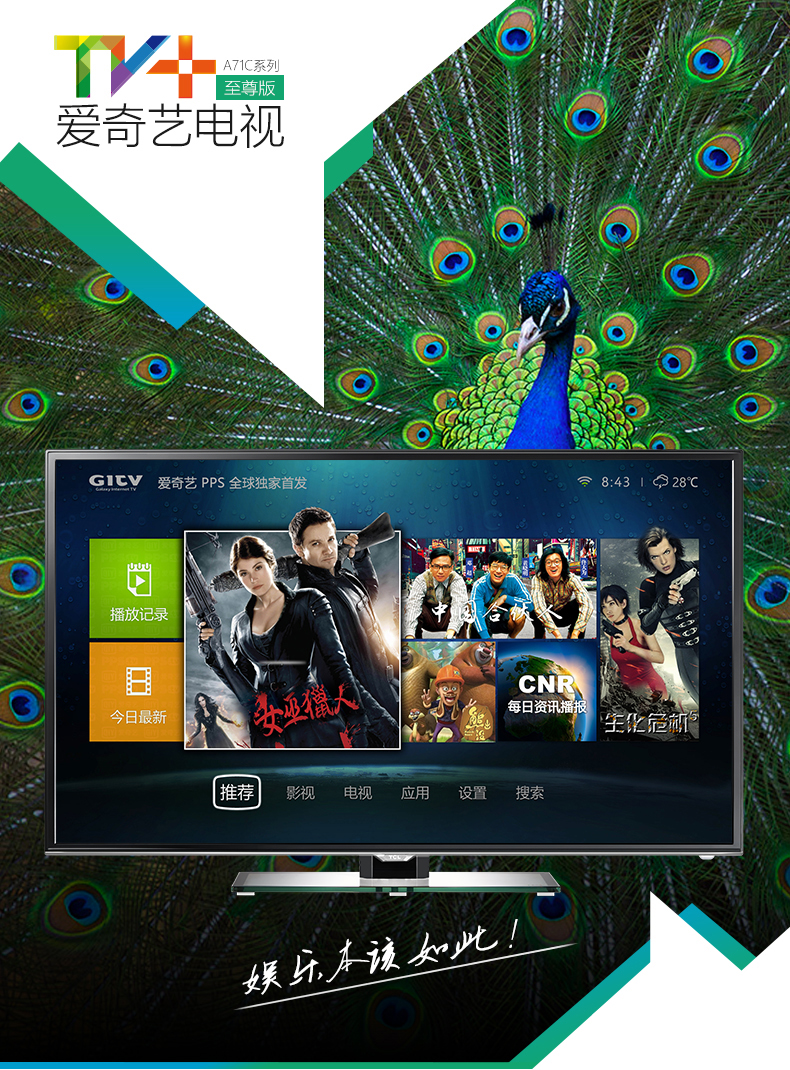 TV+
A71C系列
至尊版
爱奇艺电视
GITV
Galaxy Internet TV
爱奇艺 PPS 全球独家首发
8:43
28℃
播放记录
今日最新
女巫猎人
中国合伙人
CNR
每日资讯播报
生化危机5
推荐
影视
电视
应用
设置
搜索
TCL
娱乐本该如此!